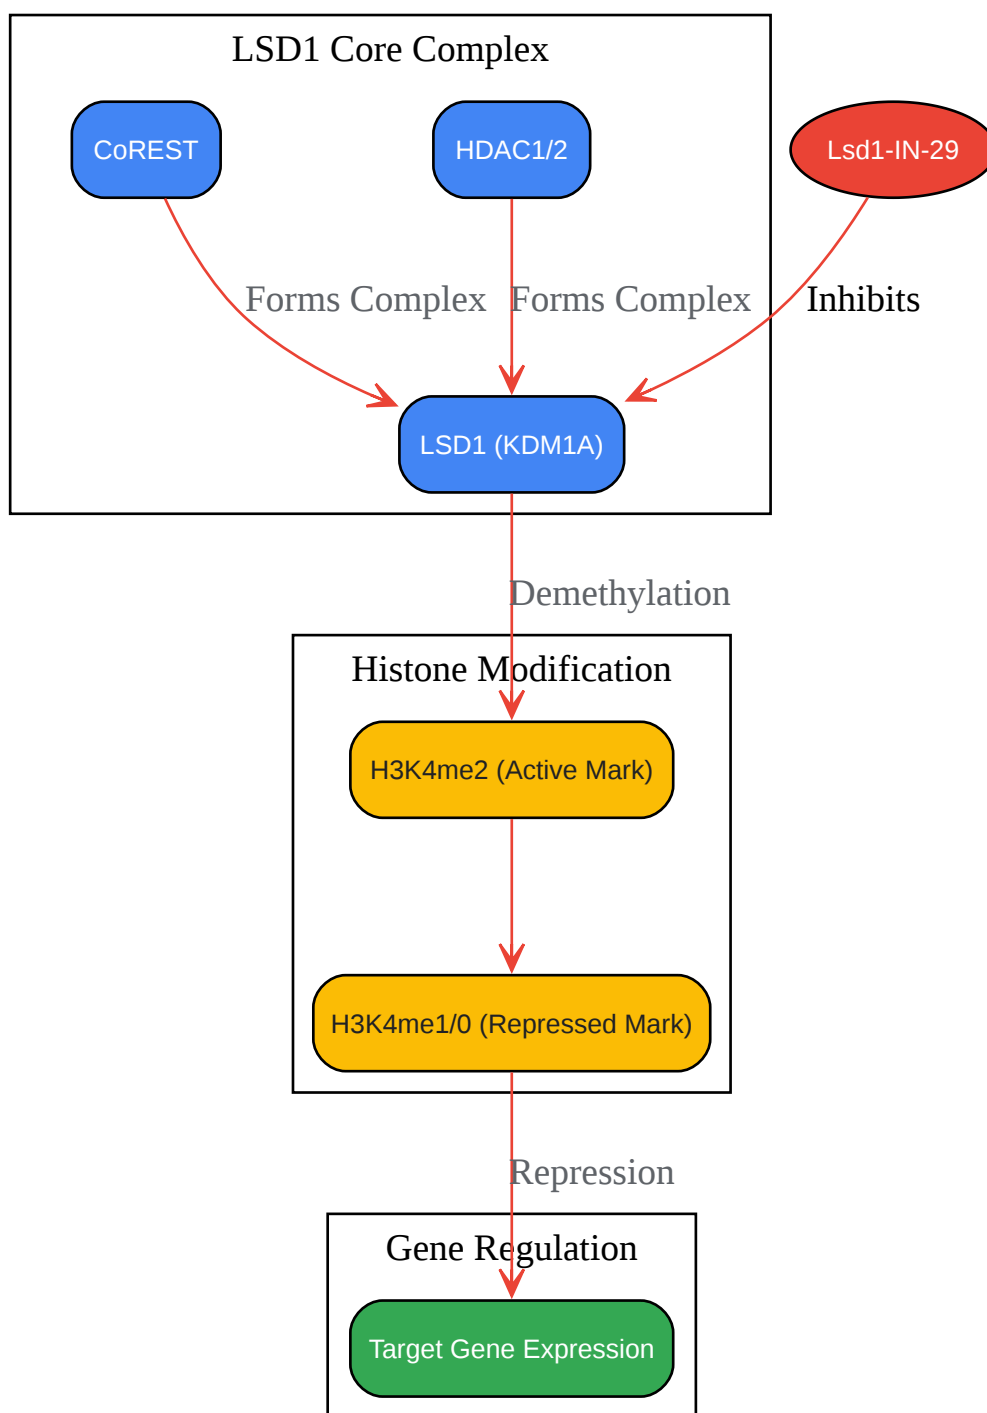 LSD1 Core Complex
CoREST
HDAC1/2
Lsd1-IN-29
Forms Complex
Forms Complex
Inhibits
LSD1 (KDM1A)
Demethylation
Histone Modification
H3K4me2 (Active Mark)
H3K4me1/0 (Repressed Mark)
Repression
Gene Regulation
Target Gene Expression